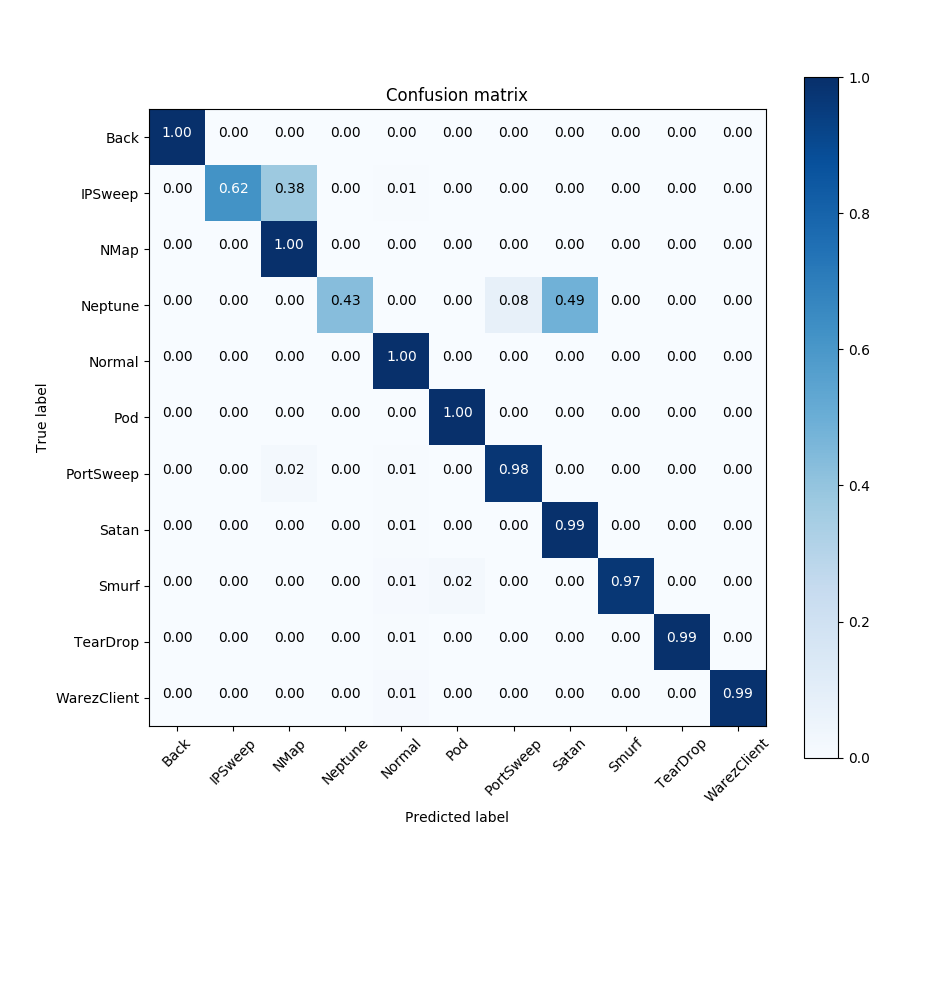 Confusion matrix
Back 1.00 0.00 0.00 0.00 0.00 0.00 0.00 0.00 0.00 0.00 0.00
IPSweep 0.00 0.62 0.38 0.00 0.01 0.00 0.00 0.00 0.00 0.00 0.00
NMap 0.00 0.00 1.00 0.00 0.00 0.00 0.00 0.00 0.00 0.00 0.00
Neptune 0.00 0.00 0.00 0.43 0.00 0.00 0.08 0.49 0.00 0.00 0.00
Normal 0.00 0.00 0.00 0.00 1.00 0.00 0.00 0.00 0.00 0.00 0.00
Pod 0.00 0.00 0.00 0.00 0.00 1.00 0.00 0.00 0.00 0.00 0.00
PortSweep 0.00 0.00 0.02 0.00 0.01 0.00 0.98 0.00 0.00 0.00 0.00
Satan 0.00 0.00 0.00 0.00 0.01 0.00 0.00 0.99 0.00 0.00 0.00
Smurf 0.00 0.00 0.00 0.00 0.01 0.02 0.00 0.00 0.97 0.00 0.00
TearDrop 0.00 0.00 0.00 0.00 0.01 0.00 0.00 0.00 0.00 0.99 0.00
WarezClient 0.00 0.00 0.00 0.00 0.01 0.00 0.00 0.00 0.00 0.00 0.99
Back IPSweep NMap Neptune Normal Pod PortSweep Satan Smurf TearDrop WarezClient
Predicted label
True label
1.0
0.8
0.6
0.4
0.2
0.0